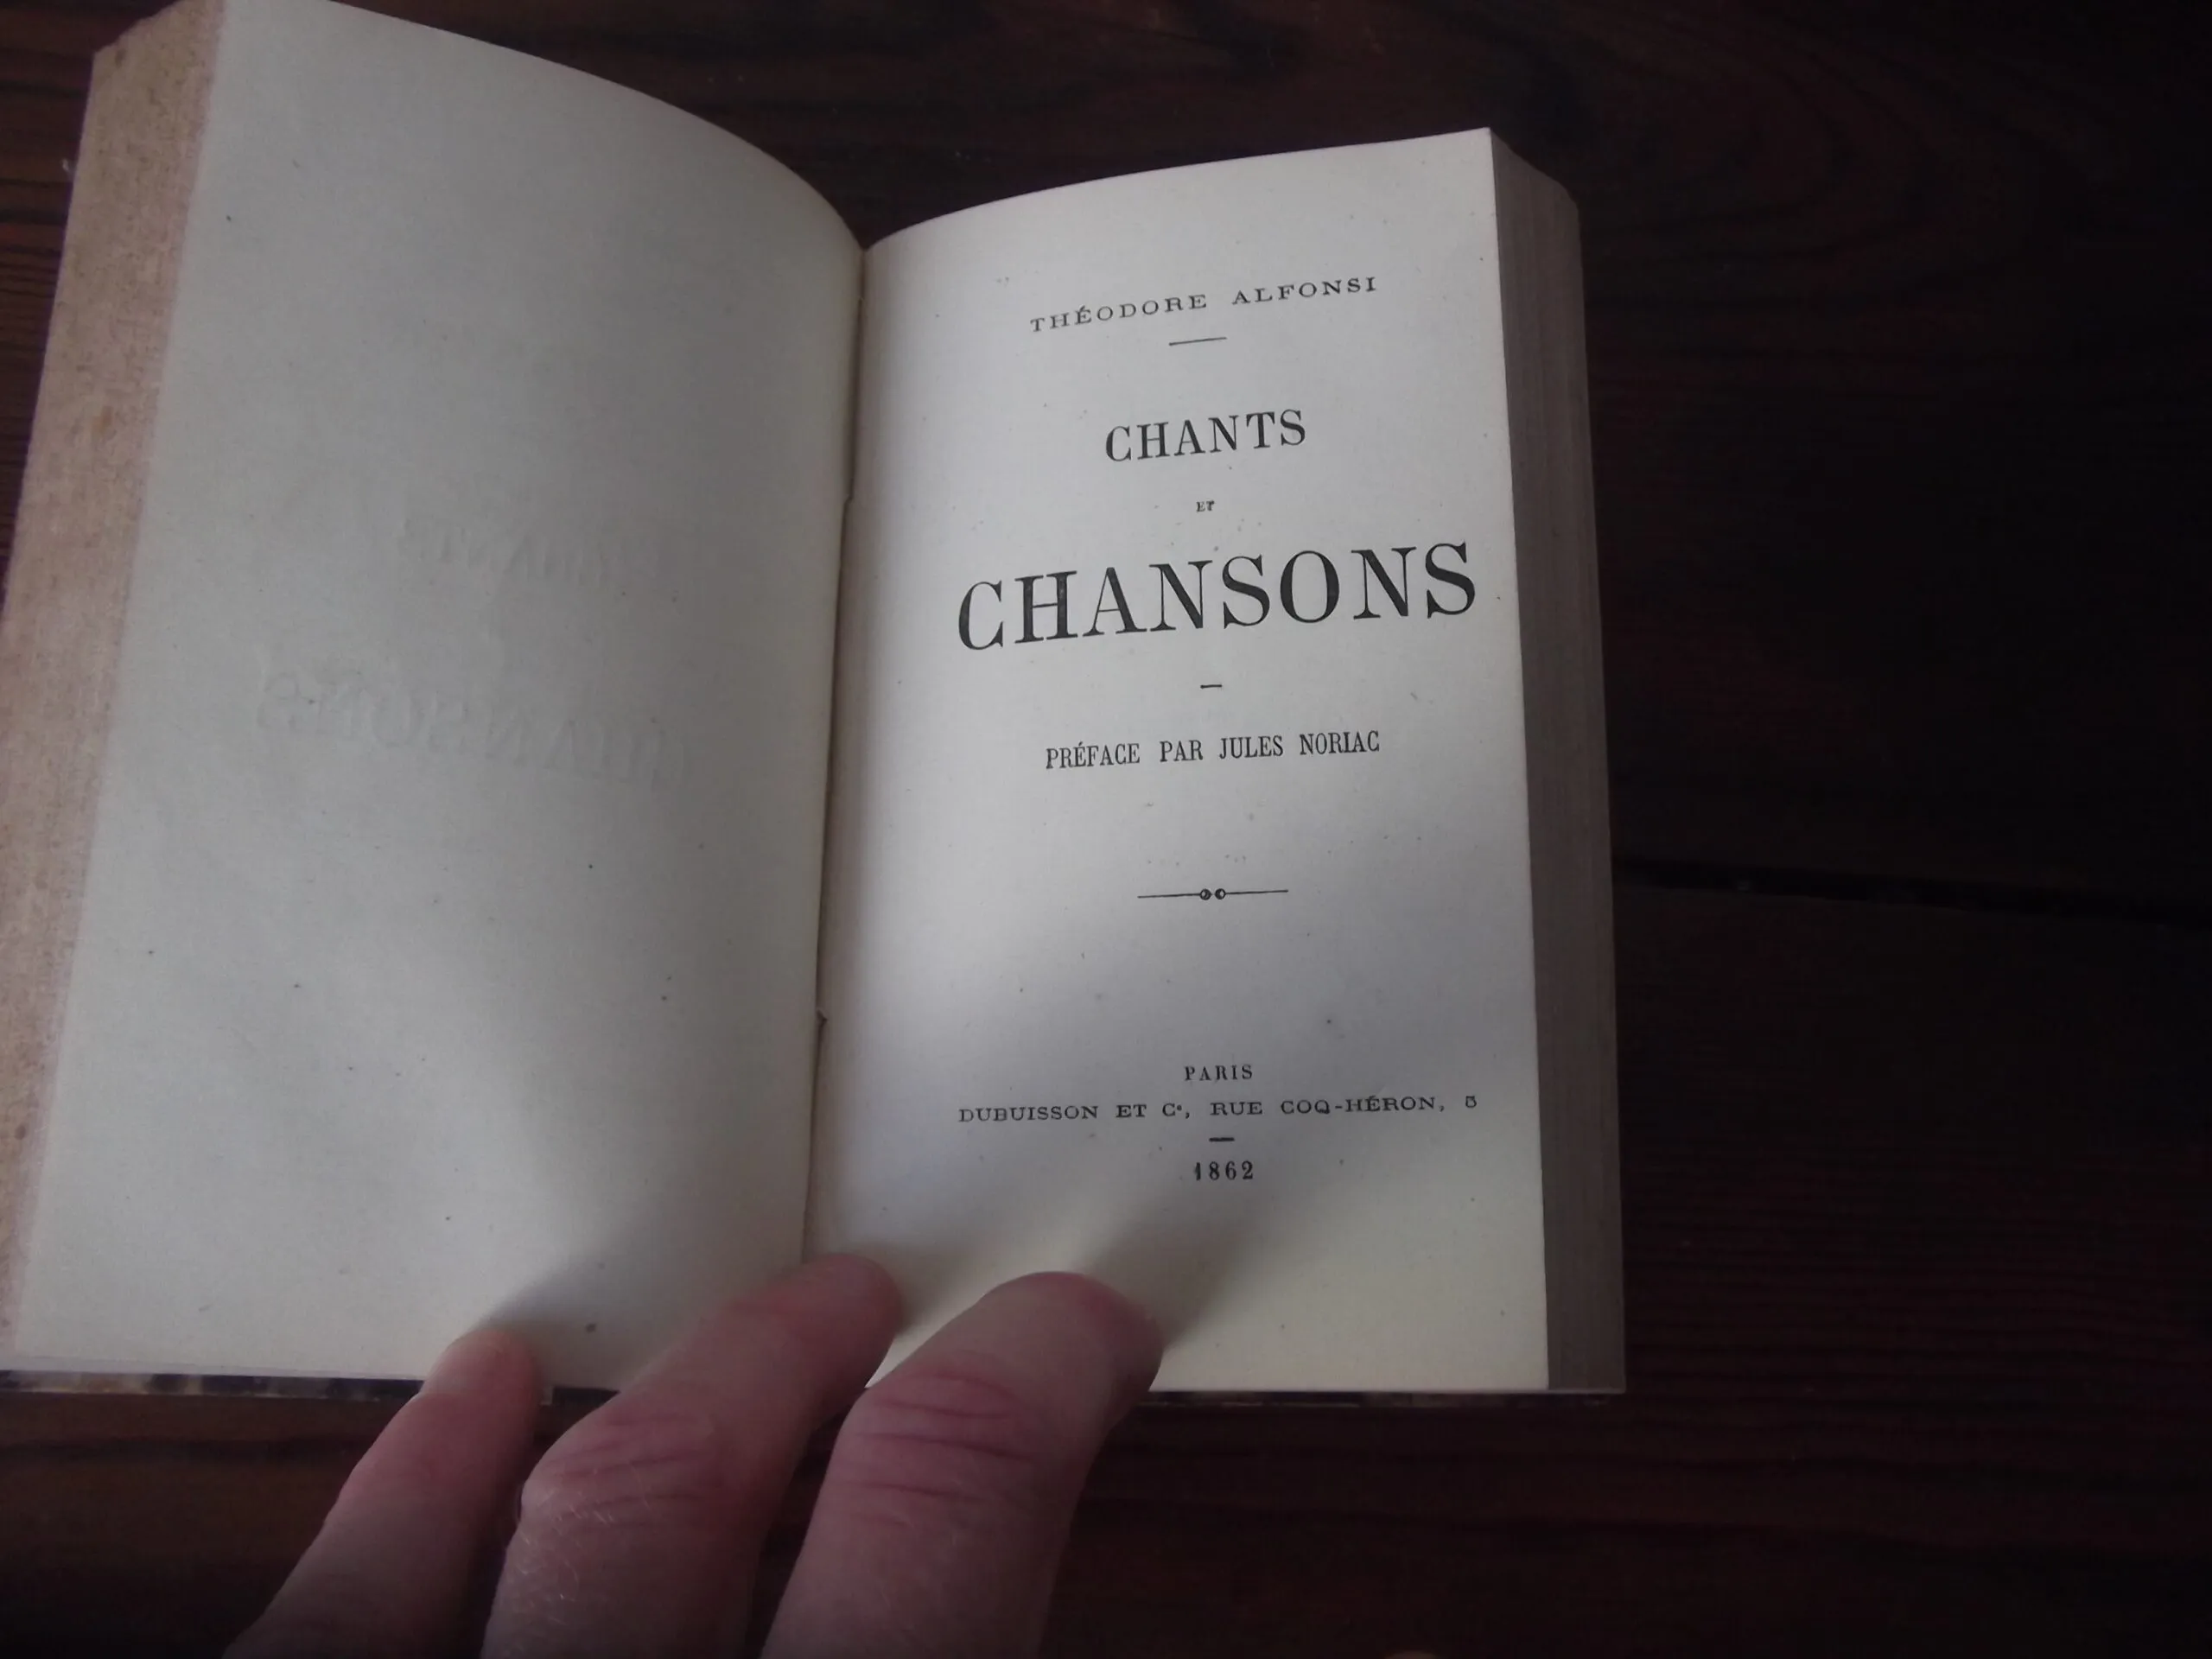 THÉODORE ALFONSI
CHANTS
ET
CHANSONS
PRÉFACE PAR JULES NORIAC
PARIS
DUBUISSON ET Cᵉ, RUE COQ-HÉRON, 5
1862